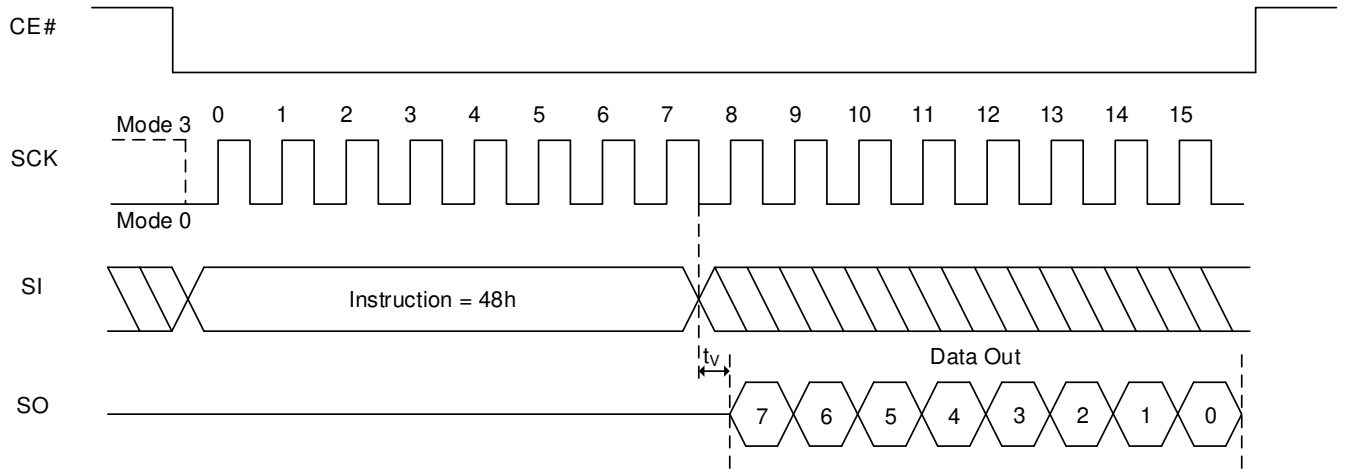 CE#
0 1 2 3 4 5 6 7 8 9 10 11 12 13 14 15
Mode 3
SCK
Mode 0
SI
Instruction = 48h
tV
Data Out
SO
7 6 5 4 3 2 1 0